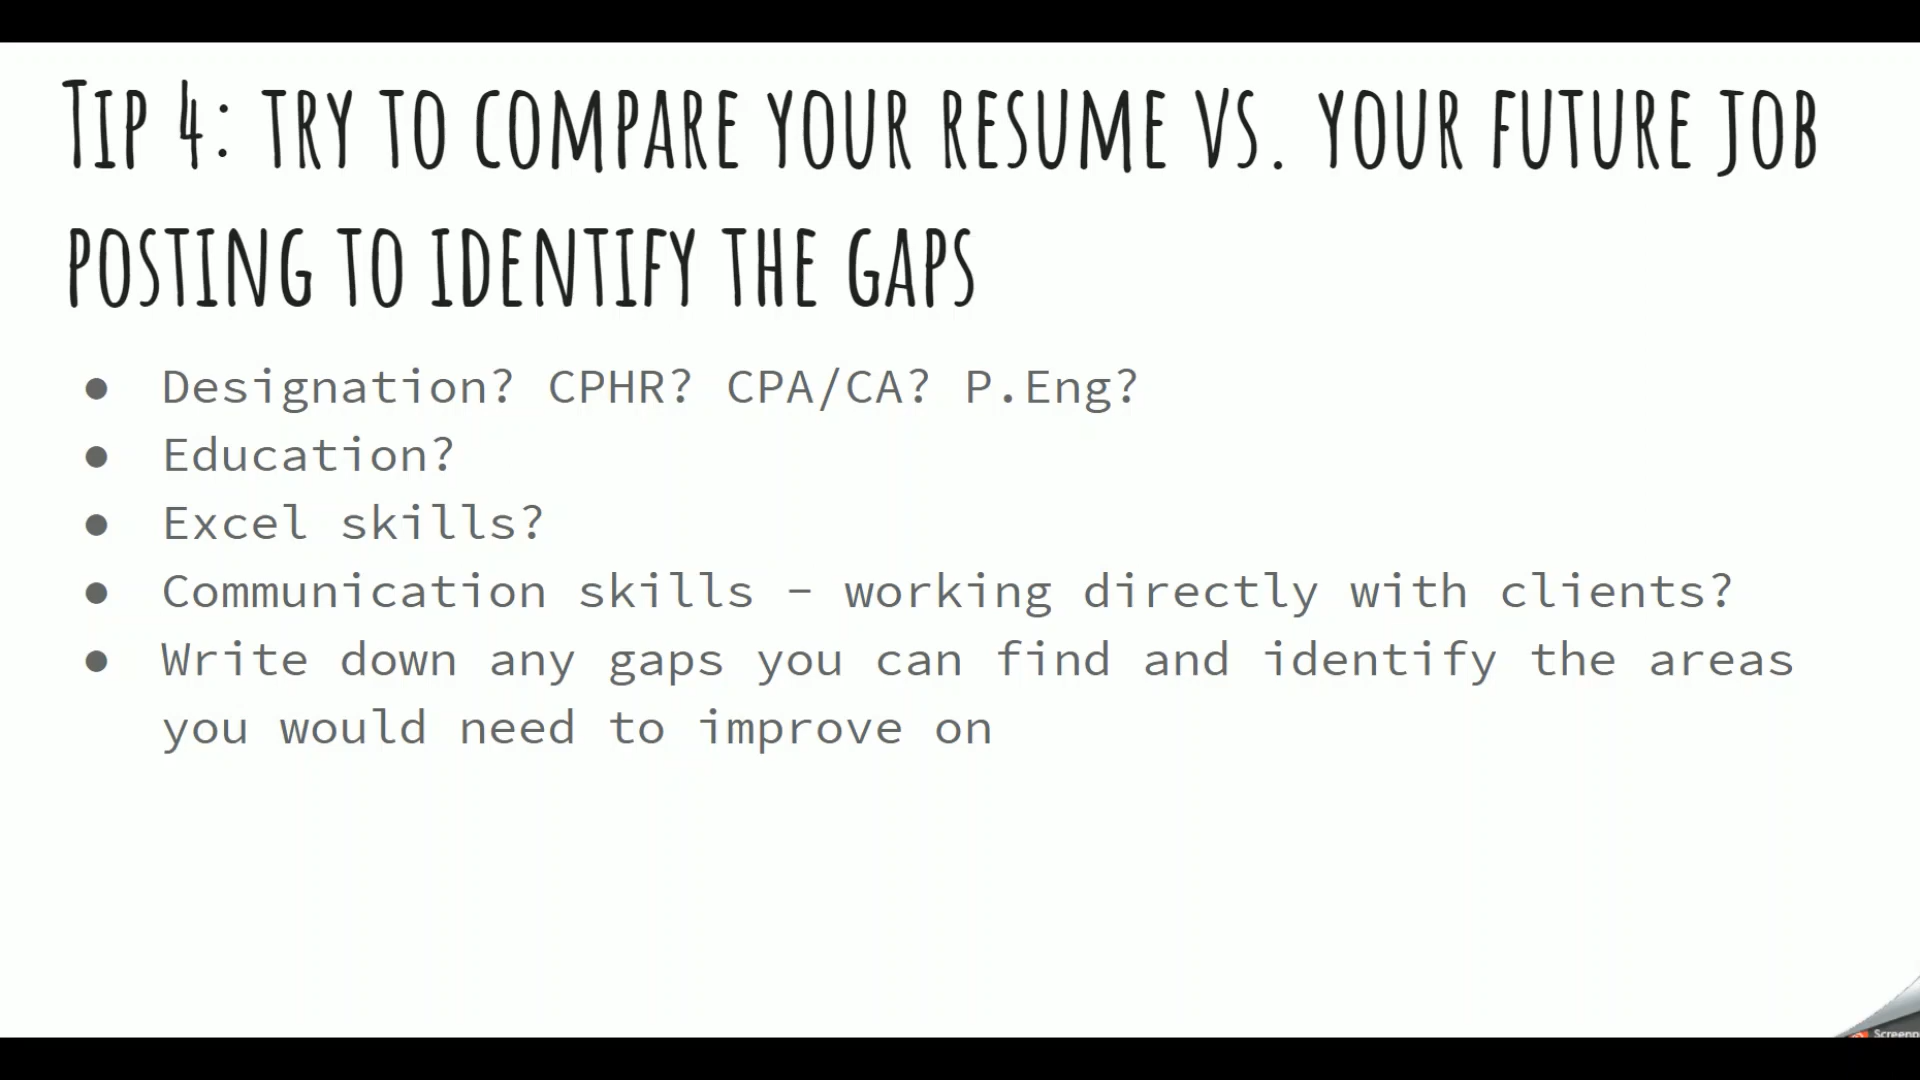 Tip 4: try to compare your resume vs. your future job
posting to identify the gaps
● Designation? CPHR? CPA/CA? P.Eng?
● Education?
● Excel skills?
● Communication skills – working directly with clients?
● Write down any gaps you can find and identify the areas
you would need to improve on